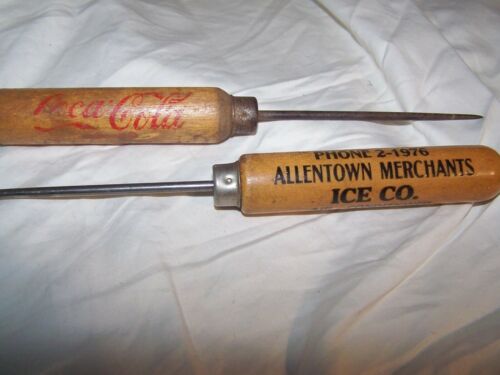 Coca-Cola
PHONE 2-1976
ALLENTOWN MERCHANTS
ICE CO.